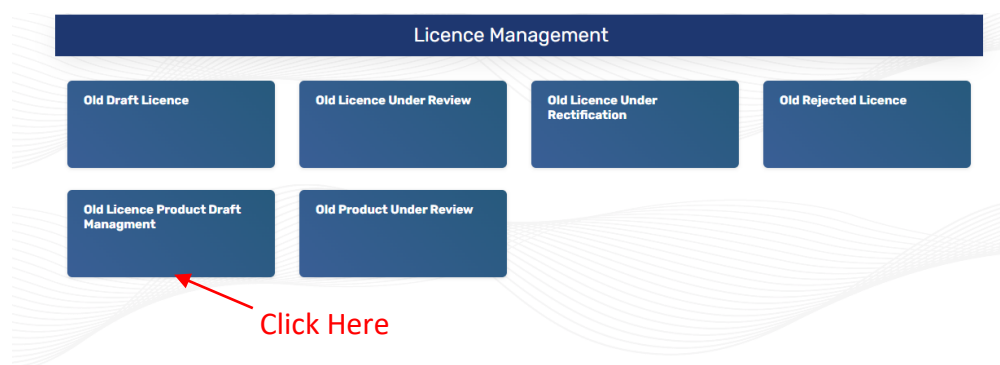 Licence Management
Old Draft Licence
Old Licence Under Review
Old Licence Under
Rectification
Old Rejected Licence
Old Licence Product Draft
Managment
Old Product Under Review
Click Here